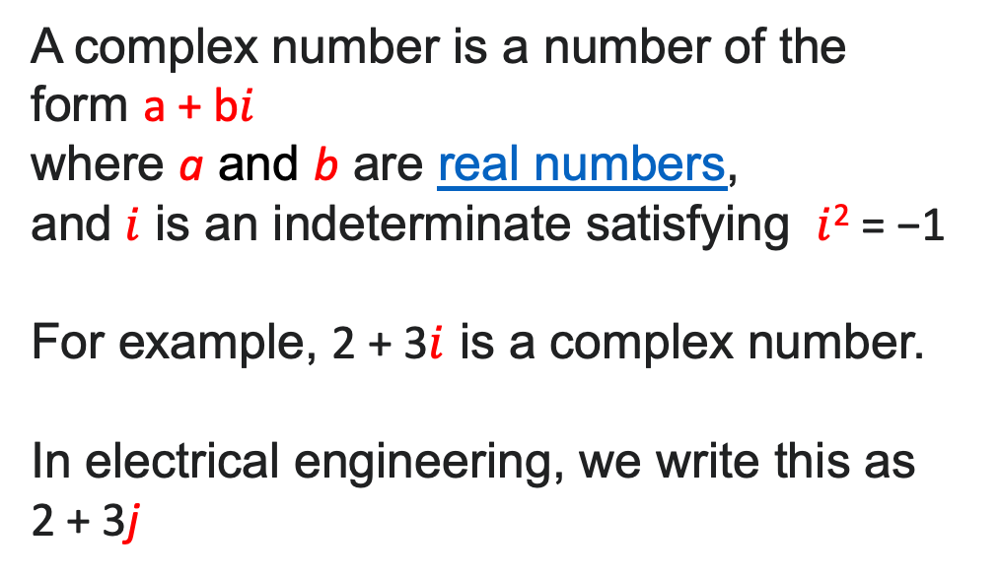 A complex number is a number of the
form a + bi
where a and b are real numbers,
and i is an indeterminate satisfying i² = −1
For example, 2 + 3i is a complex number.
In electrical engineering, we write this as
2 + 3j